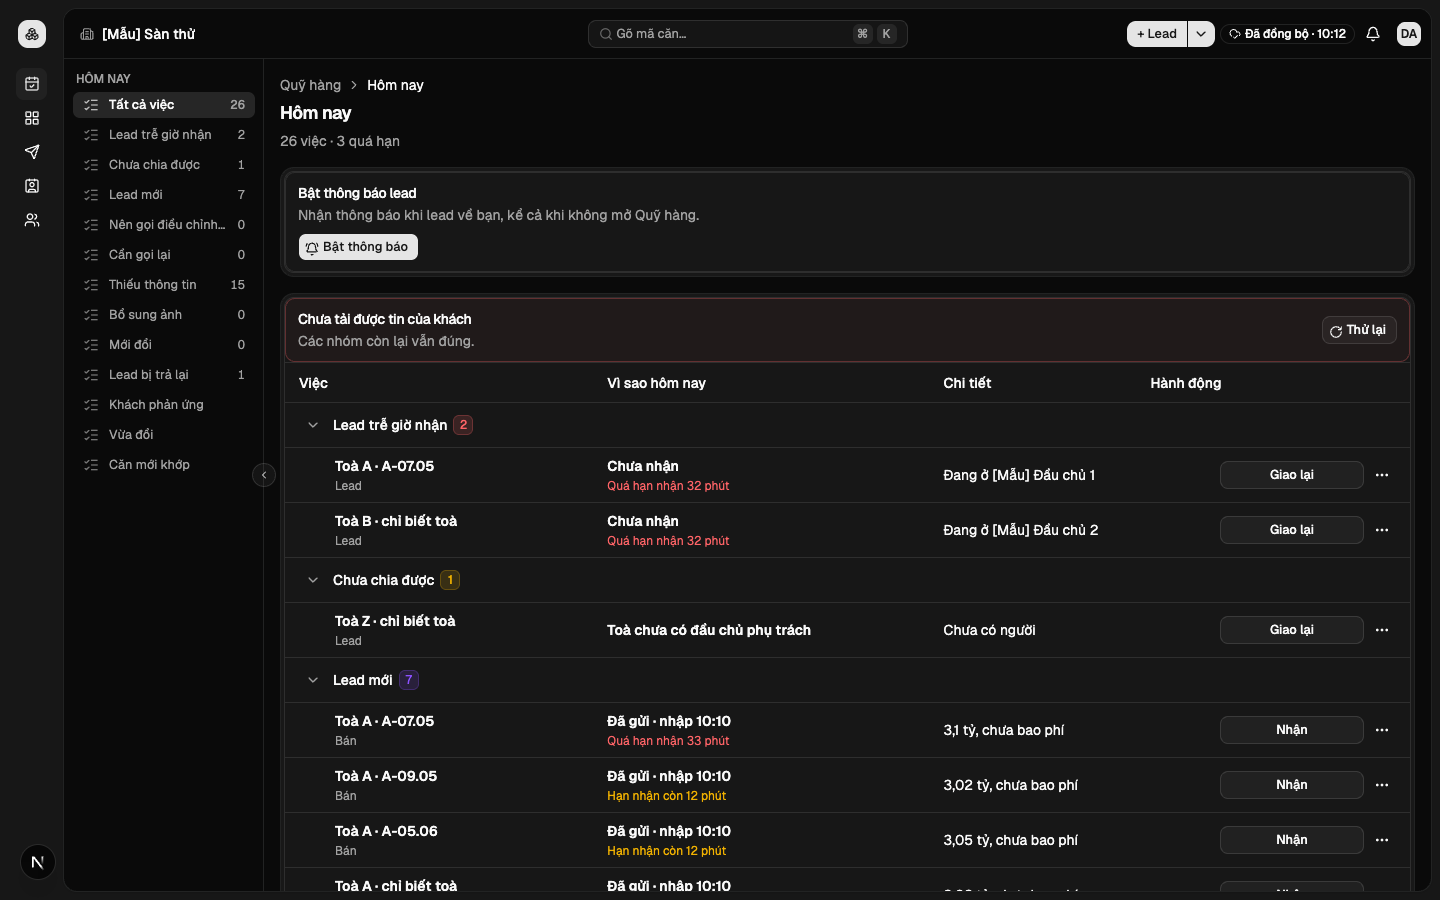 [Mẫu] Sàn thử
Gõ mã căn...
⌘ K
+ Lead
Đã đồng bộ · 10:12
DA
HÔM NAY
Tất cả việc 26
Lead trễ giờ nhận 2
Chưa chia được 1
Lead mới 7
Nên gọi điều chỉnh... 0
Cần gọi lại 0
Thiếu thông tin 15
Bổ sung ảnh 0
Mới đổi 0
Lead bị trả lại 1
Khách phản ứng
Vừa đổi
Căn mới khớp
N
Quỹ hàng > Hôm nay
Hôm nay
26 việc · 3 quá hạn
Bật thông báo lead
Nhận thông báo khi lead về bạn, kể cả khi không mở Quỹ hàng.
Bật thông báo
Chưa tải được tin của khách
Các nhóm còn lại vẫn đúng.
Thử lại
Việc Vì sao hôm nay Chi tiết Hành động
Lead trễ giờ nhận 2
Toà A · A-07.05 Chưa nhận Đang ở [Mẫu] Đầu chủ 1 Giao lại
Lead Quá hạn nhận 32 phút
Toà B · chỉ biết toà Chưa nhận Đang ở [Mẫu] Đầu chủ 2 Giao lại
Lead Quá hạn nhận 32 phút
Chưa chia được 1
Toà Z · chỉ biết toà Toà chưa có đầu chủ phụ trách Chưa có người Giao lại
Lead
Lead mới 7
Toà A · A-07.05 Đã gửi · nhập 10:10 3,1 tỷ, chưa bao phí Nhận
Bán Quá hạn nhận 33 phút
Toà A · A-09.05 Đã gửi · nhập 10:10 3,02 tỷ, chưa bao phí Nhận
Bán Hạn nhận còn 12 phút
Toà A · A-05.06 Đã gửi · nhập 10:10 3,05 tỷ, chưa bao phí Nhận
Bán Hạn nhận còn 12 phút
Toà A · chỉ biết toà Đã gửi · nhập 10:10